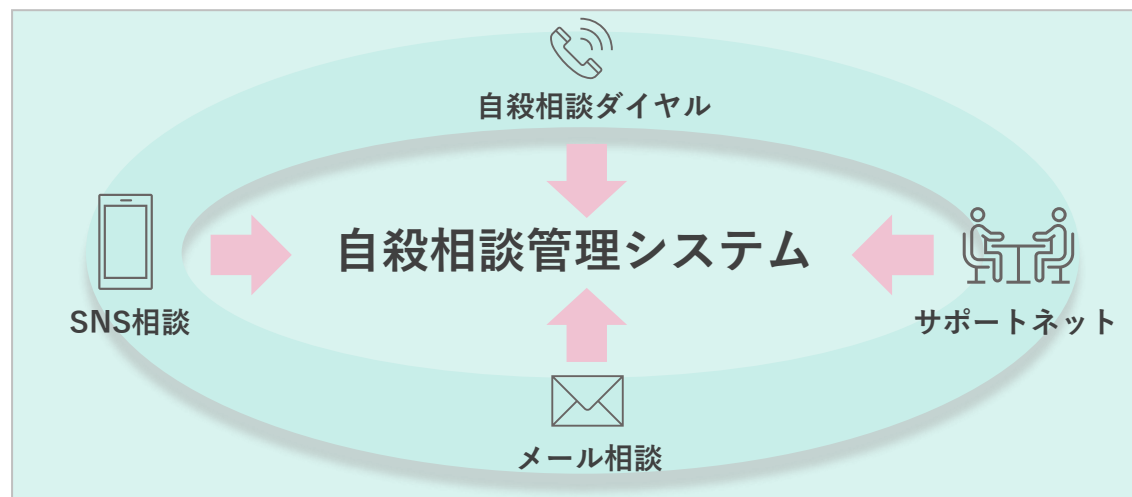 自殺相談ダイヤル
自殺相談管理システム
SNS相談
サポートネット
メール相談